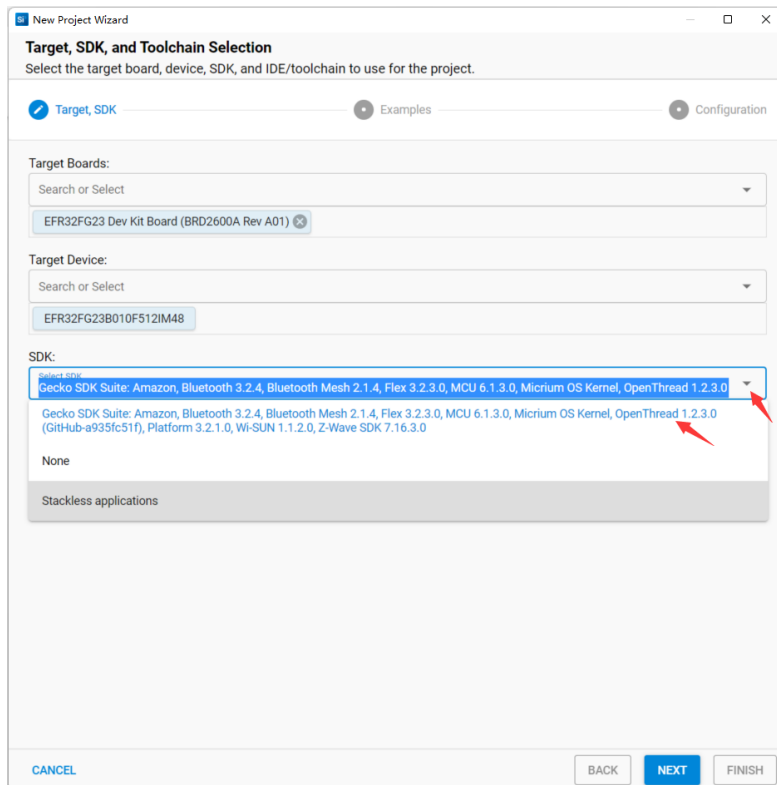 Si New Project Wizard
Target, SDK, and Toolchain Selection
Select the target board, device, SDK, and IDE/toolchain to use for the project.
Target, SDK
Examples
Configuration
Target Boards:
Search or Select
EFR32FG23 Dev Kit Board (BRD2600A Rev A01)
Target Device:
Search or Select
EFR32FG23B010F512IM48
SDK:
Select SDK
Gecko SDK Suite: Amazon, Bluetooth 3.2.4, Bluetooth Mesh 2.1.4, Flex 3.2.3.0, MCU 6.1.3.0, Micrium OS Kernel, OpenThread 1.2.3.0
Gecko SDK Suite: Amazon, Bluetooth 3.2.4, Bluetooth Mesh 2.1.4, Flex 3.2.3.0, MCU 6.1.3.0, Micrium OS Kernel, OpenThread 1.2.3.0
(GitHub-a935fc51f), Platform 3.2.1.0, Wi-SUN 1.1.2.0, Z-Wave SDK 7.16.3.0
None
Stackless applications
CANCEL
BACK
NEXT
FINISH